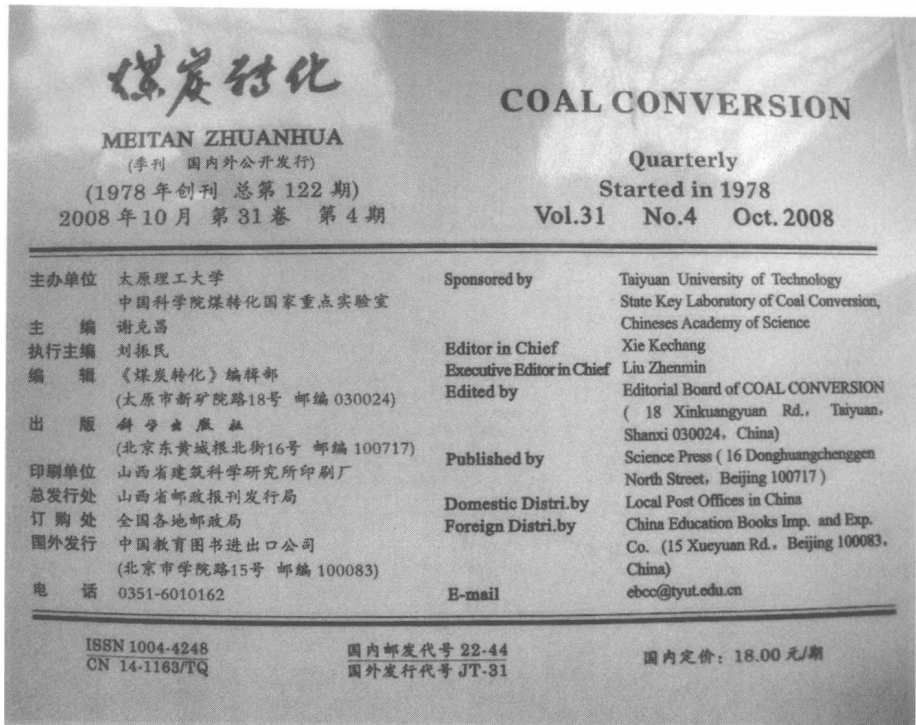 煤炭转化
MEITAN ZHUANHUA
(季刊 国内外公开发行)
(1978年创刊 总第122期)
2008年10月 第31卷 第4期
COAL CONVERSION
Quarterly
Started in 1978
Vol.31 No.4 Oct.2008
主办单位 太原理工大学
中国科学院煤转化国家重点实验室
主 编 谢克昌
执行主编 刘振民
编 辑 《煤炭转化》编辑部
(太原市新矿院路18号 邮编 030024)
出 版 科学出版社
(北京东黄城根北街16号 邮编 100717)
印刷单位 山西省建筑科学研究所印刷厂
总发行处 山西省邮政报刊发行局
订 购 处 全国各地邮政局
国外发行 中国教育图书进出口公司
(北京市学院路15号 邮编 100083)
电 话 0351-6010162
Sponsored by Taiyuan University of Technology
State Key Laboratory of Coal Conversion,
Chineses Academy of Science
Editor in Chief Xie Kechang
Executive Editor in Chief Liu Zhenmin
Edited by Editorial Board of COAL CONVERSION
( 18 Xinkuangyuan Rd., Taiyuan,
Shanxi 030024, China)
Published by Science Press ( 16 Donghuangchenggen
North Street, Beijing 100717 )
Domestic Distri.by Local Post Offices in China
Foreign Distri.by China Education Books Imp. and Exp.
Co. (15 Xueyuan Rd., Beijing 100083,
China)
E-mail ebcc@tyut.edu.cn
ISSN 1004-4248
CN 14-1163/TQ
国内邮发代号 22-44
国外发行代号 JT-31
国内定价: 18.00 元/期